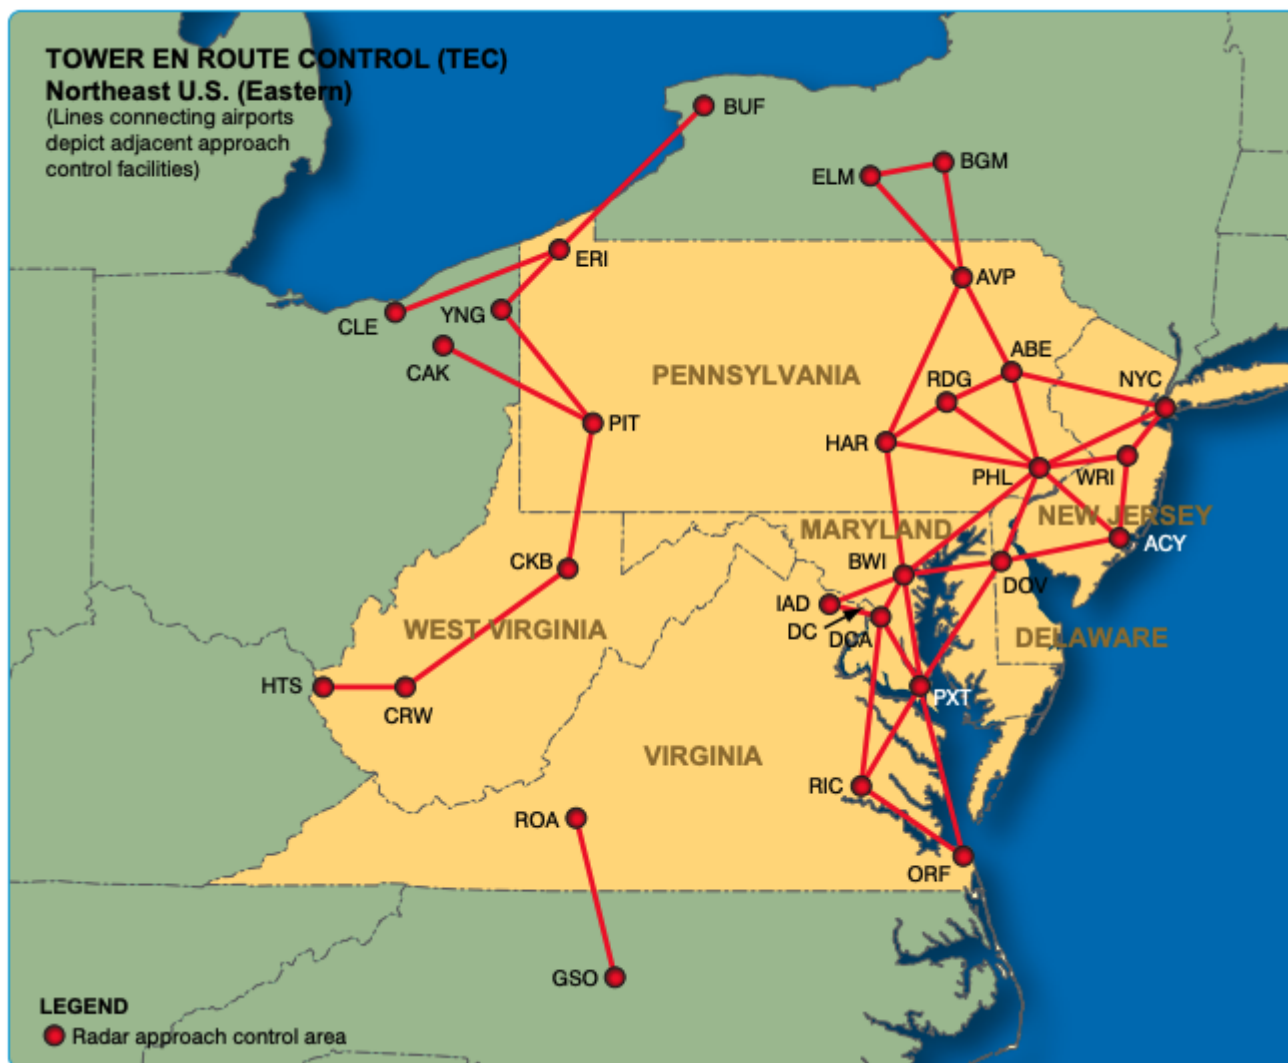 TOWER EN ROUTE CONTROL (TEC)
Northeast U.S. (Eastern)
(Lines connecting airports
depict adjacent approach
control facilities)
BUF
ELM
BGM
ERI
AVP
CLE
YNG
CAK
PENNSYLVANIA
ABE
RDG
NYC
PIT
HAR
PHL
WRI
MARYLAND
NEW JERSEY
ACY
CKB
BWI
DOV
IAD
DC
DCA
WEST VIRGINIA
DELAWARE
HTS
CRW
PXT
VIRGINIA
RIC
ROA
ORF
GSO
LEGEND
Radar approach control area